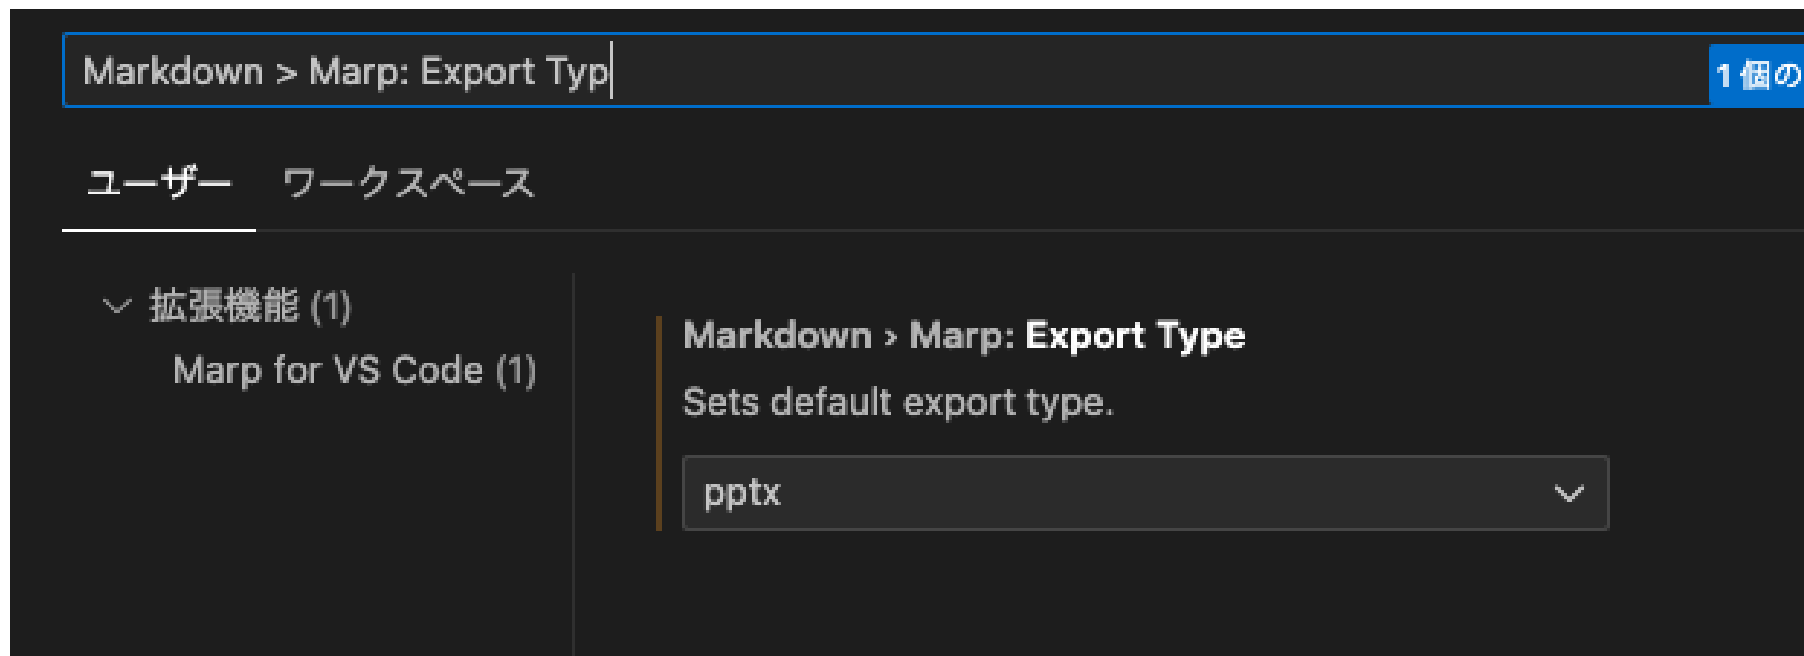 Markdown > Marp: Export Typ
1 個の
ユーザー ワークスペース
拡張機能 (1)
Marp for VS Code (1)
Markdown › Marp: Export Type
Sets default export type.
pptx